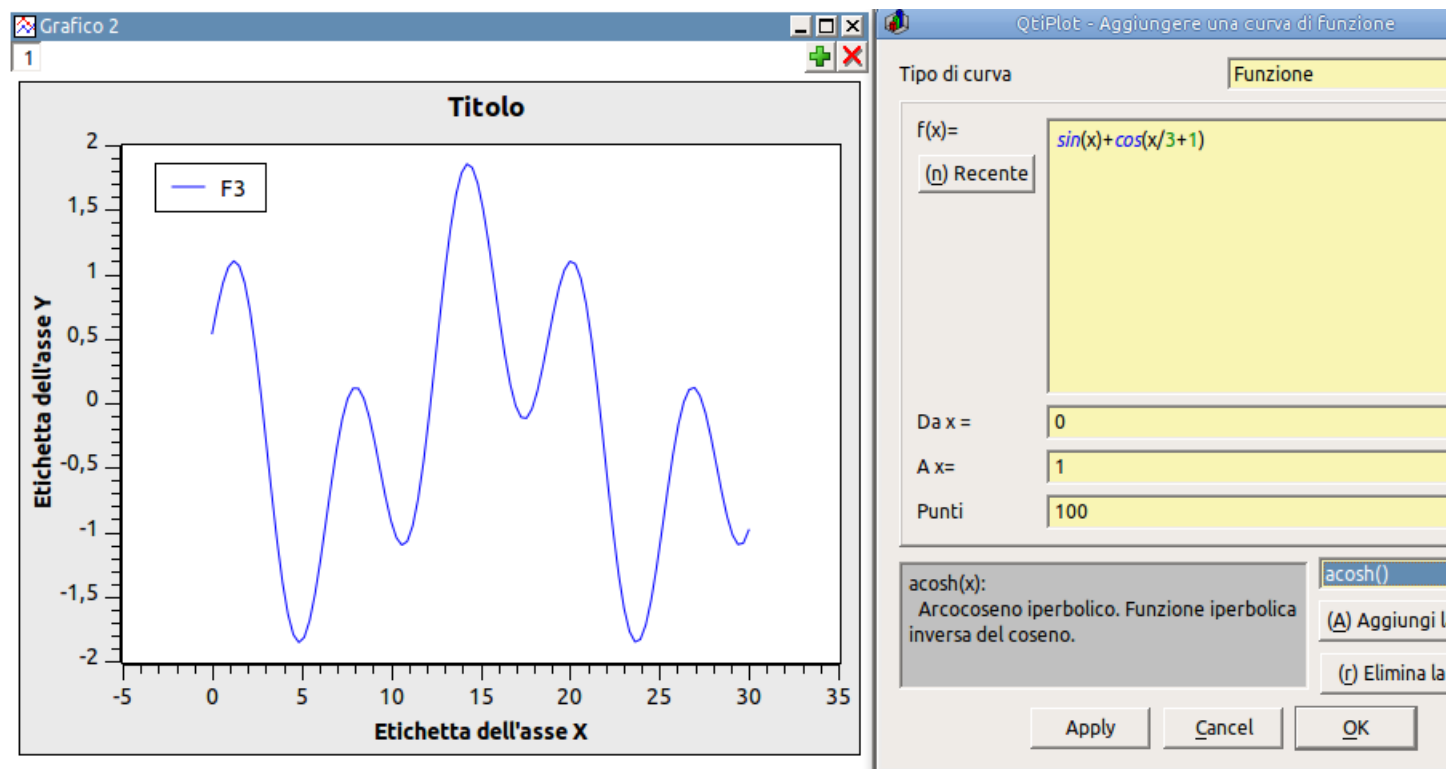 Grafico 2
1
Titolo
F3
2
1,5
1
0,5
0
-0,5
-1
-1,5
-2
Etichetta dell'asse Y
-5 0 5 10 15 20 25 30 35
Etichetta dell'asse X
QtiPlot - Aggiungere una curva di funzione
Tipo di curva Funzione
f(x)= sin(x)+cos(x/3+1)
(n) Recente
Da x = 0
A x= 1
Punti 100
acosh(x):
Arcocoseno iperbolico. Funzione iperbolica
inversa del coseno.
acosh()
(A) Aggiungi l
(r) Elimina la
Apply Cancel OK